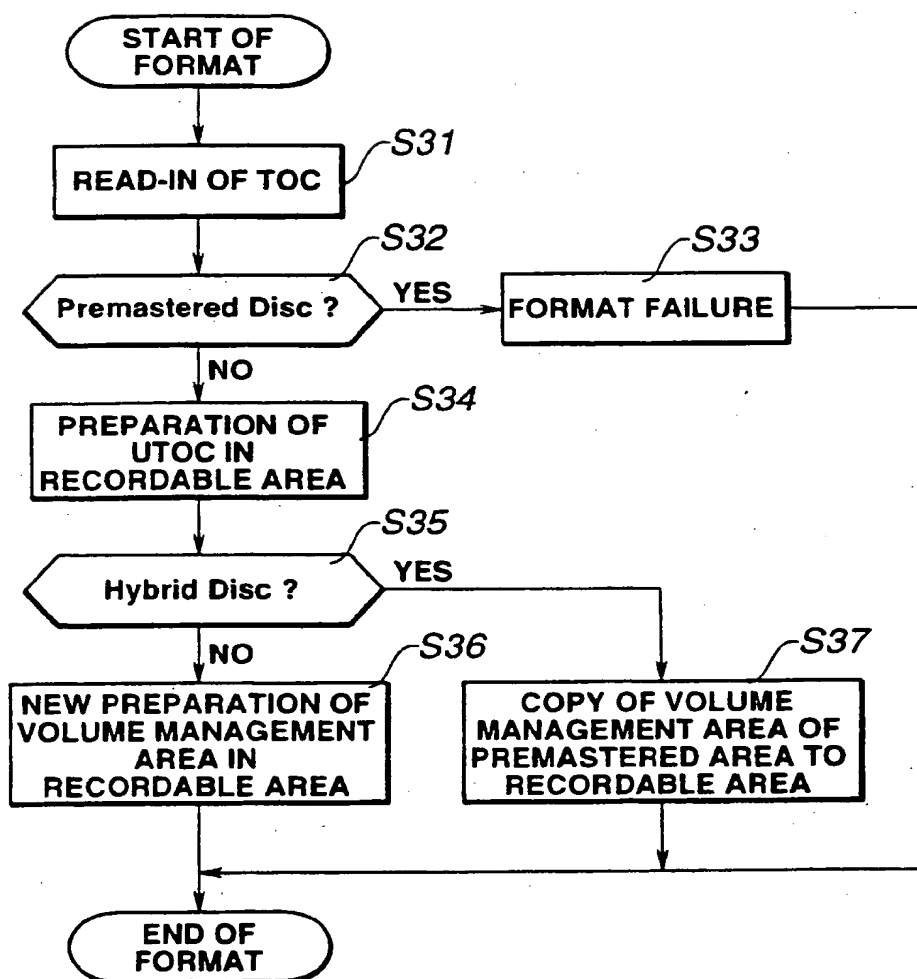 START OF
FORMAT
S31
READ-IN OF TOC
S32
Premastered Disc ?
YES
S33
FORMAT FAILURE
NO
S34
PREPARATION OF
UTOC IN
RECORDABLE AREA
S35
Hybrid Disc ?
YES
NO
S36
NEW PREPARATION OF
VOLUME MANAGEMENT
AREA IN
RECORDABLE AREA
S37
COPY OF VOLUME
MANAGEMENT AREA OF
PREMASTERED AREA TO
RECORDABLE AREA
END OF
FORMAT